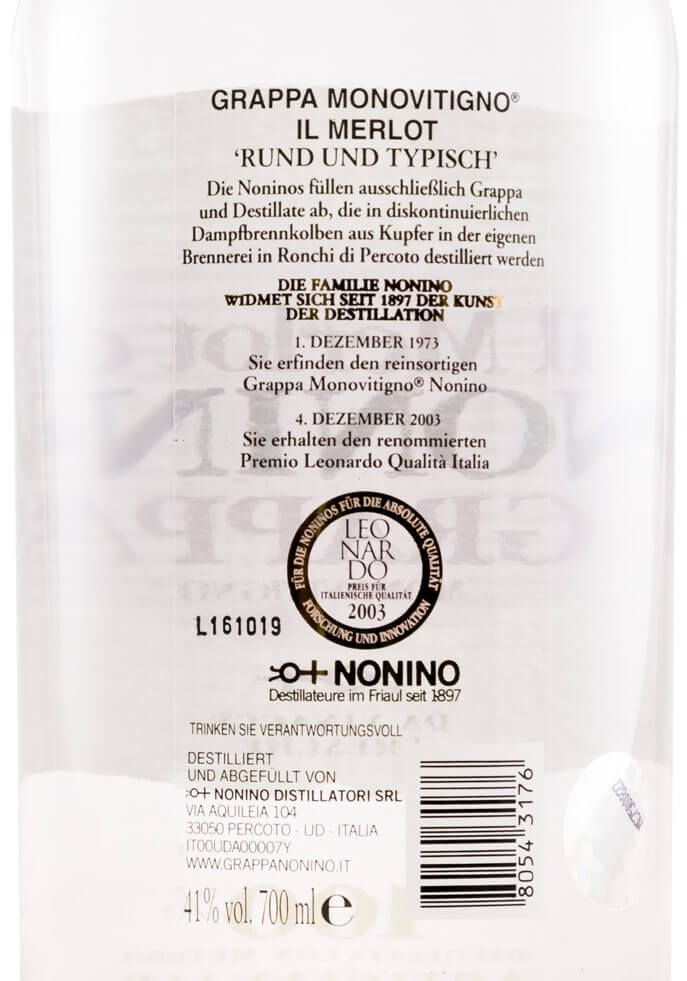 GRAPPA MONOVITIGNO®
IL MERLOT
'RUND UND TYPISCH'
Die Noninos füllen ausschließlich Grappa
und Destillate ab, die in diskontinuierlichen
Dampfbrennkolben aus Kupfer in der eigenen
Brennerei in Ronchi di Percoto destilliert werden
DIE FAMILIE NONINO
WIDMET SICH SEIT 1897 DER KUNST
DER DESTILLATION
1. DEZEMBER 1973
Sie erfinden den reinsortigen
Grappa Monovitigno® Nonino
4. DEZEMBER 2003
Sie erhalten den renommierten
Premio Leonardo Qualità Italia
FÜR DIE NONINOS FÜR DIE ABSOLUTE QUALITÄT
LEO
NAR
DO
PREIS FÜR
ITALIENISCHE QUALITÄT
2003
FORSCHUNG UND INNOVATION
L161019
NONINO
Destillateure im Friaul seit 1897
TRINKEN SIE VERANTWORTUNGSVOLL
DESTILLIERT
UND ABGEFÜLLT VON
NONINO DISTILLATORI SRL
VIA AQUILEIA 104
33050 PERCOTO - UD - ITALIA
IT00UDA00007Y
WWW.GRAPPANONINO.IT
41% vol. 700 ml e
8054 3176